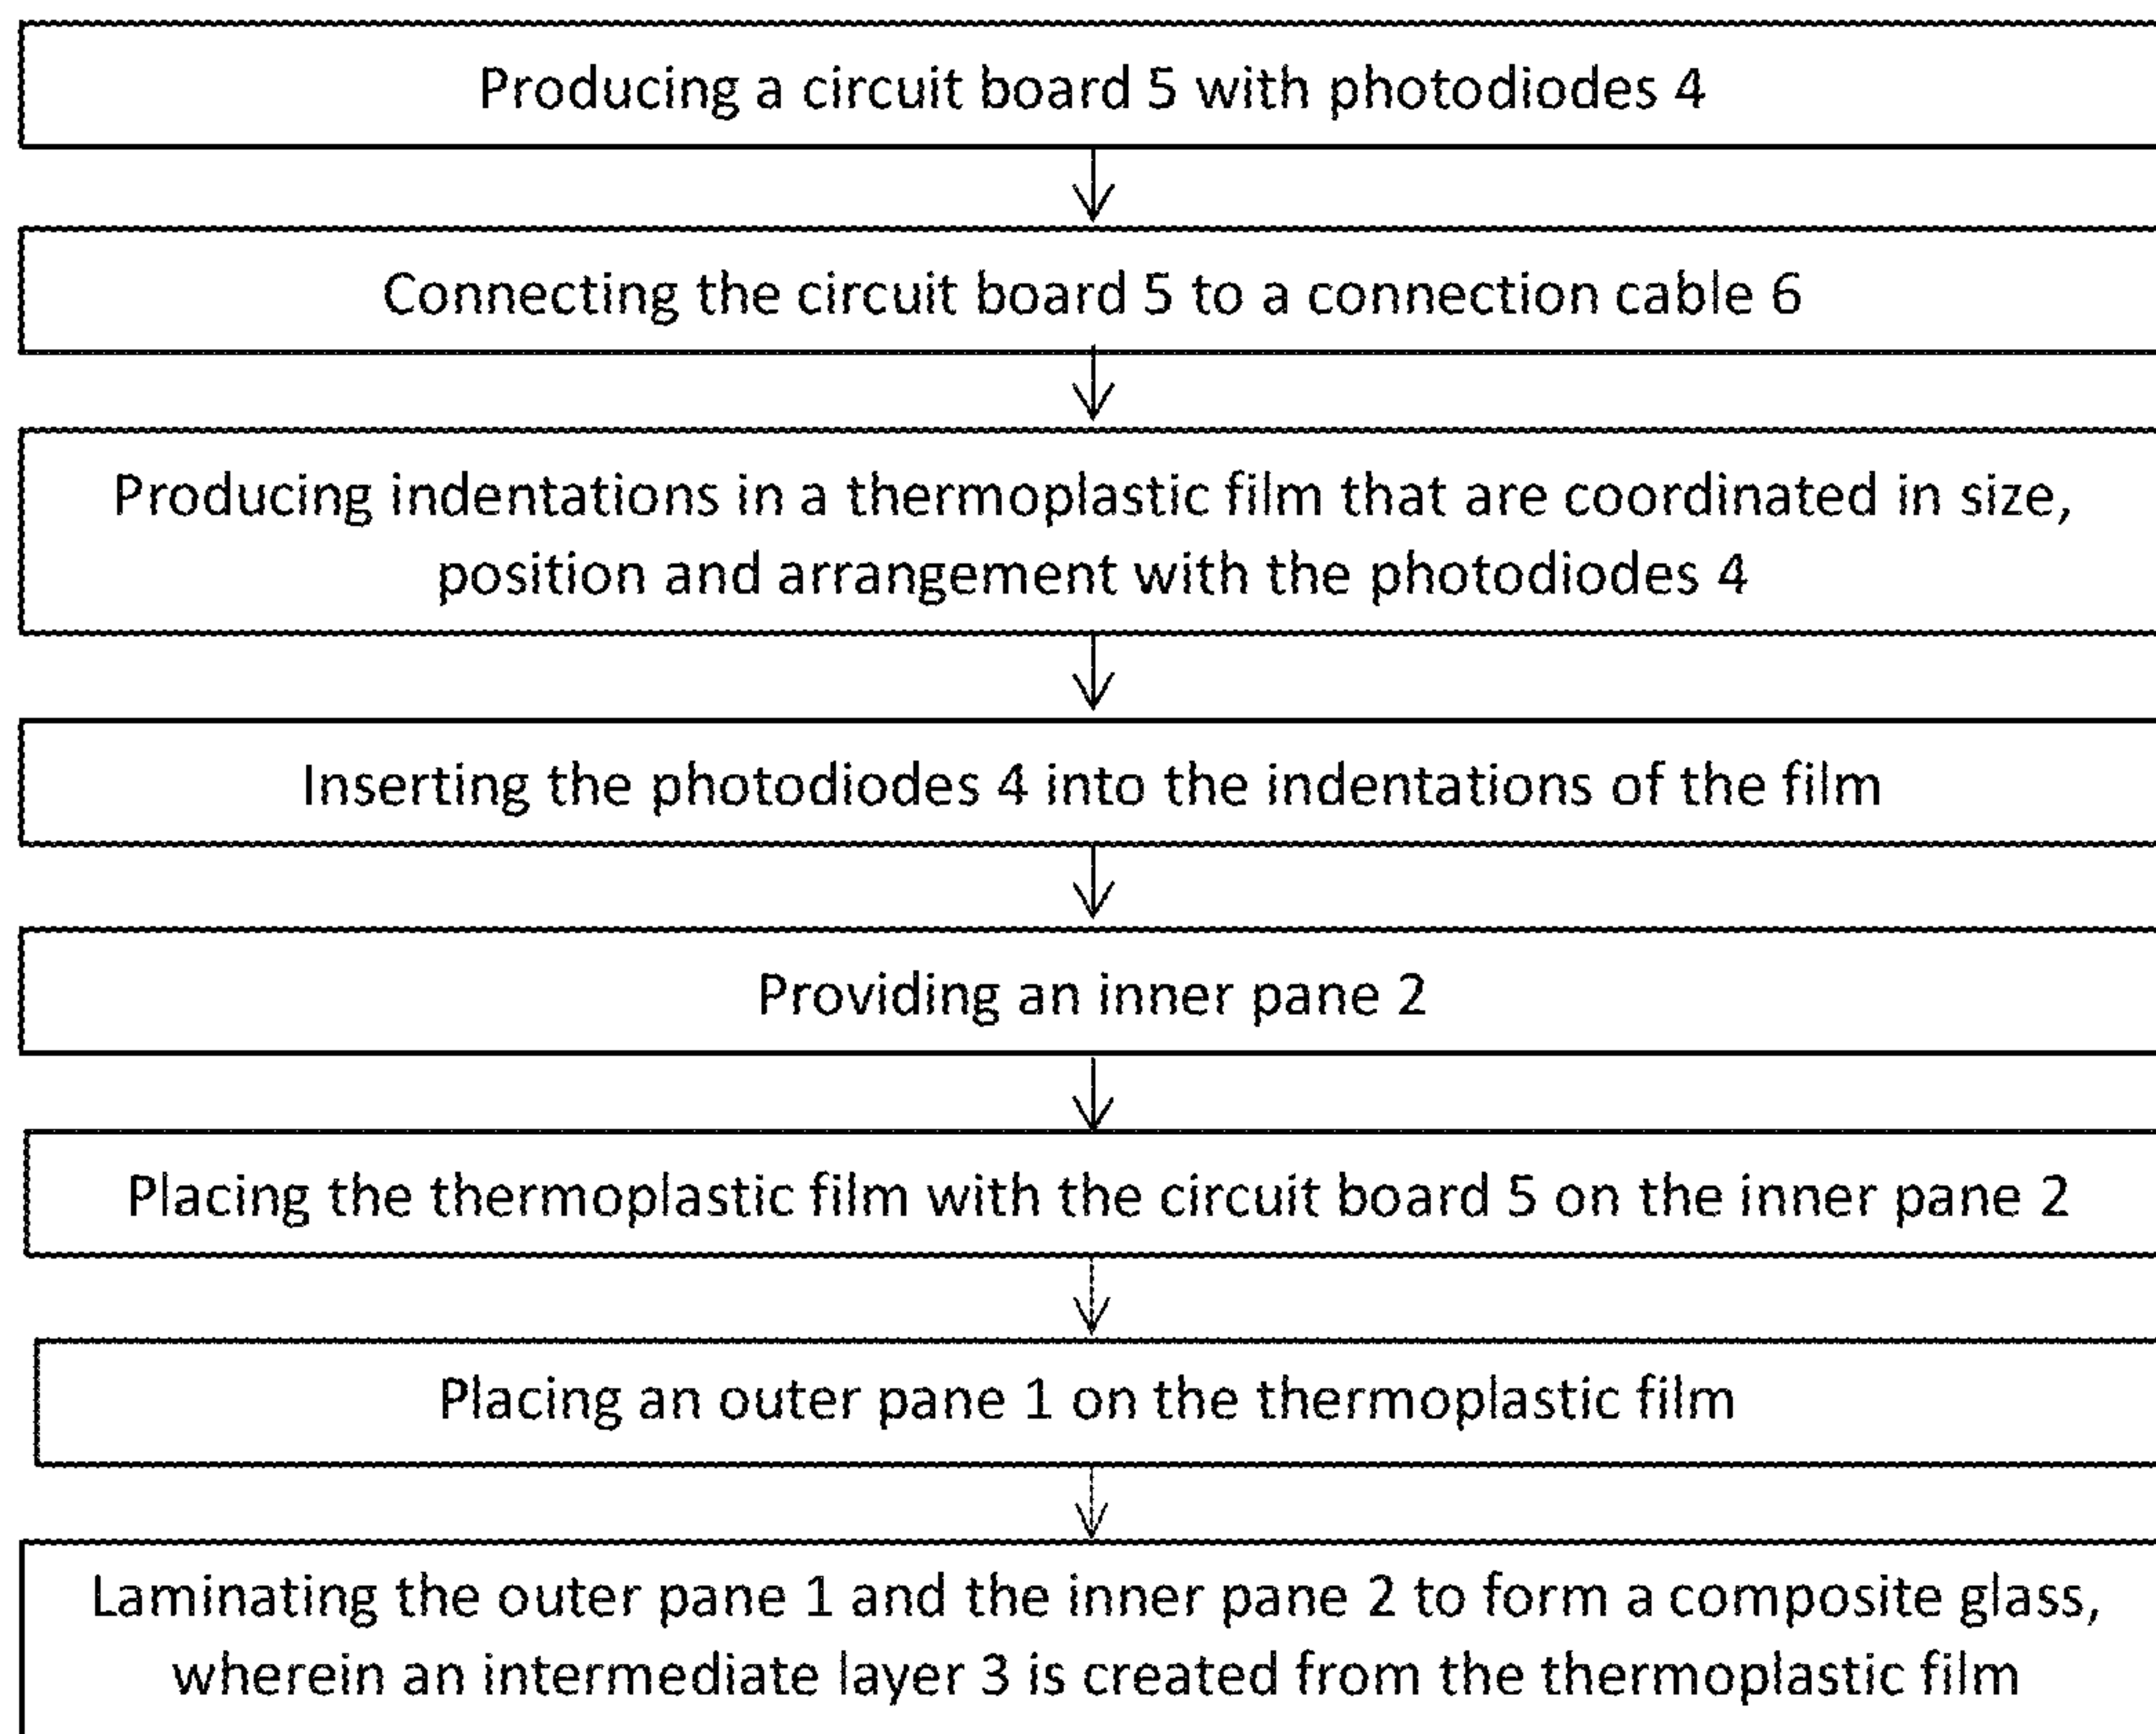 Producing a circuit board 5 with photodiodes 4
Connecting the circuit board 5 to a connection cable 6
Producing indentations in a thermoplastic film that are coordinated in size,
position and arrangement with the photodiodes 4
Inserting the photodiodes 4 into the indentations of the film
Providing an inner pane 2
Placing the thermoplastic film with the circuit board 5 on the inner pane 2
Placing an outer pane 1 on the thermoplastic film
Laminating the outer pane 1 and the inner pane 2 to form a composite glass,
wherein an intermediate layer 3 is created from the thermoplastic film